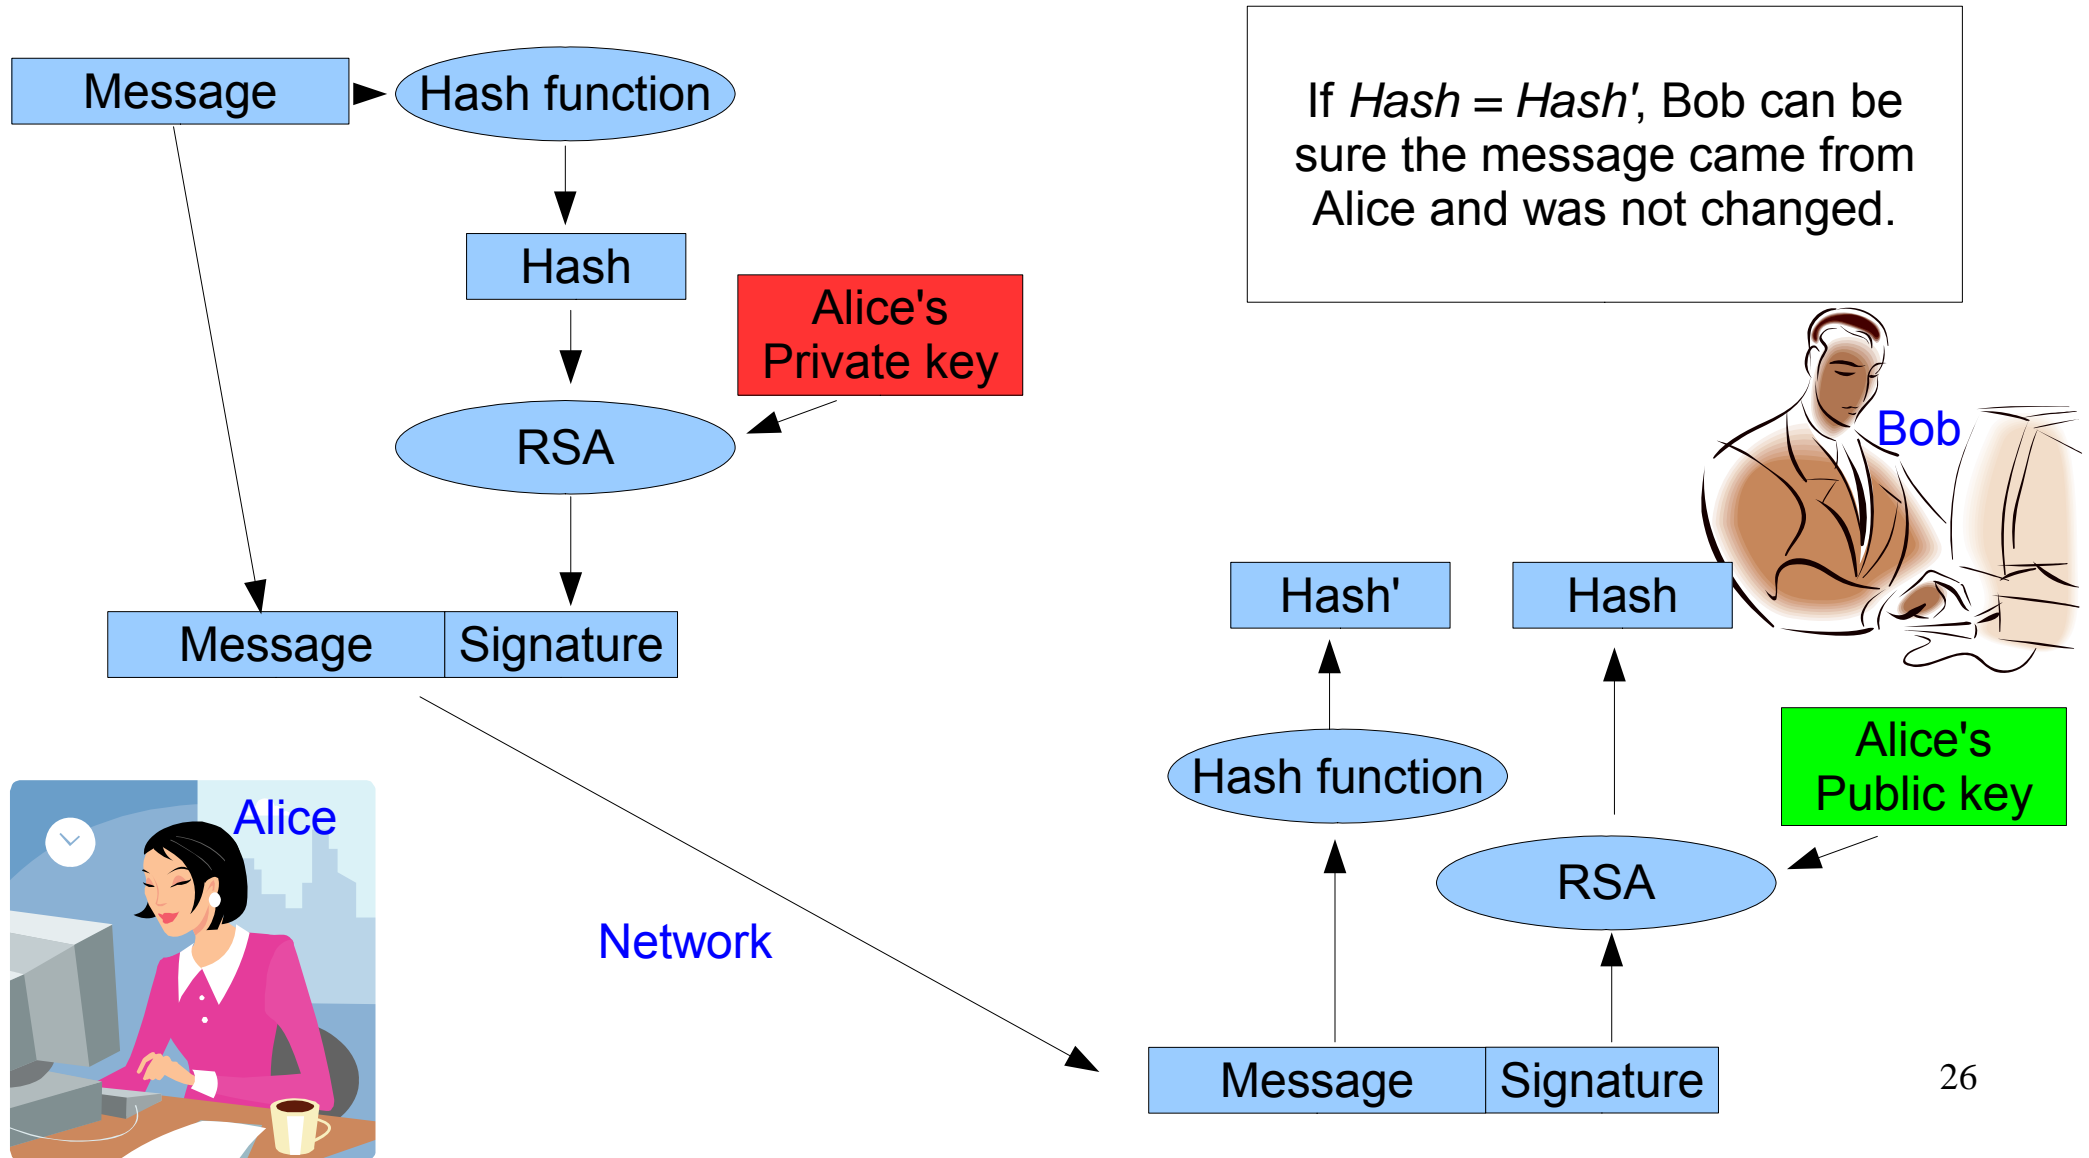 Message
Hash function
Hash
Alice's
Private key
RSA
Message
Signature
Alice
Network
If Hash = Hash', Bob can be
sure the message came from
Alice and was not changed.
Bob
Hash'
Hash
Hash function
Alice's
Public key
RSA
Message
Signature
26